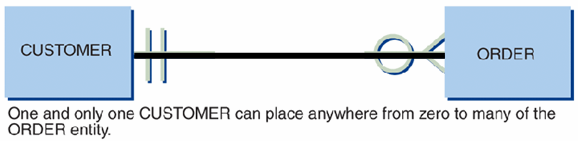 CUSTOMER
ORDER
One and only one CUSTOMER can place anywhere from zero to many of the
ORDER entity.